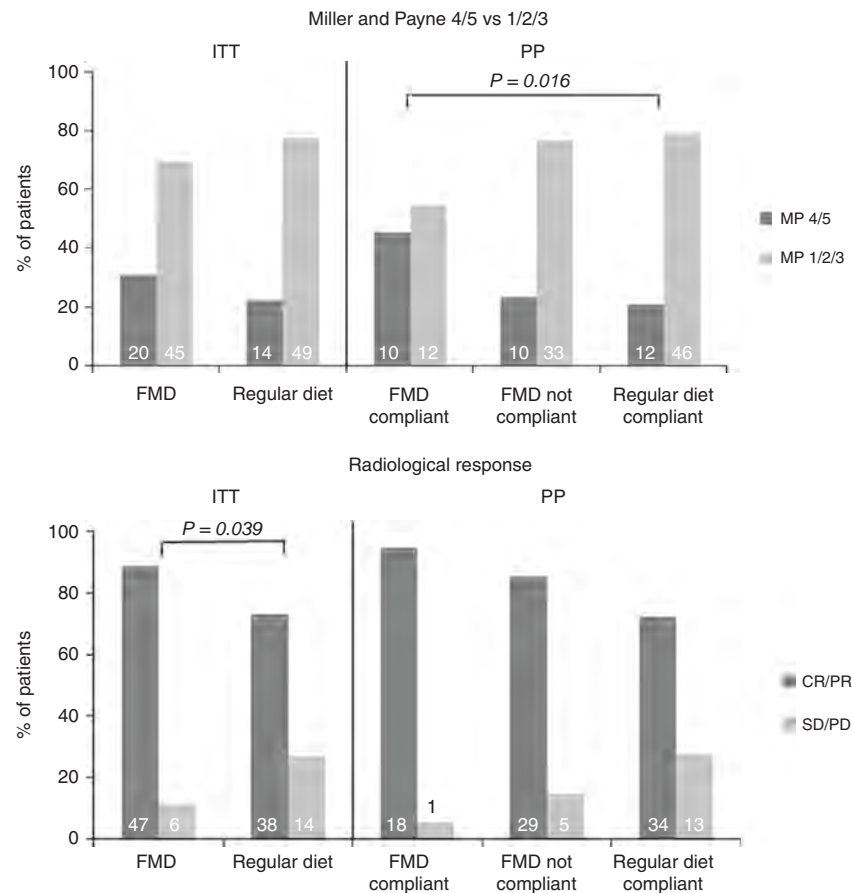 Miller and Payne 4/5 vs 1/2/3
ITT PP
P = 0.016
100
80
60
40
20
0
% of patients
20 45 14 49 10 12 10 33 12 46
FMD Regular diet FMD compliant FMD not compliant Regular diet compliant
MP 4/5
MP 1/2/3
Radiological response
ITT PP
P = 0.039
100
80
60
40
20
0
% of patients
1
47 6 38 14 18 29 5 34 13
FMD Regular diet FMD compliant FMD not compliant Regular diet compliant
CR/PR
SD/PD